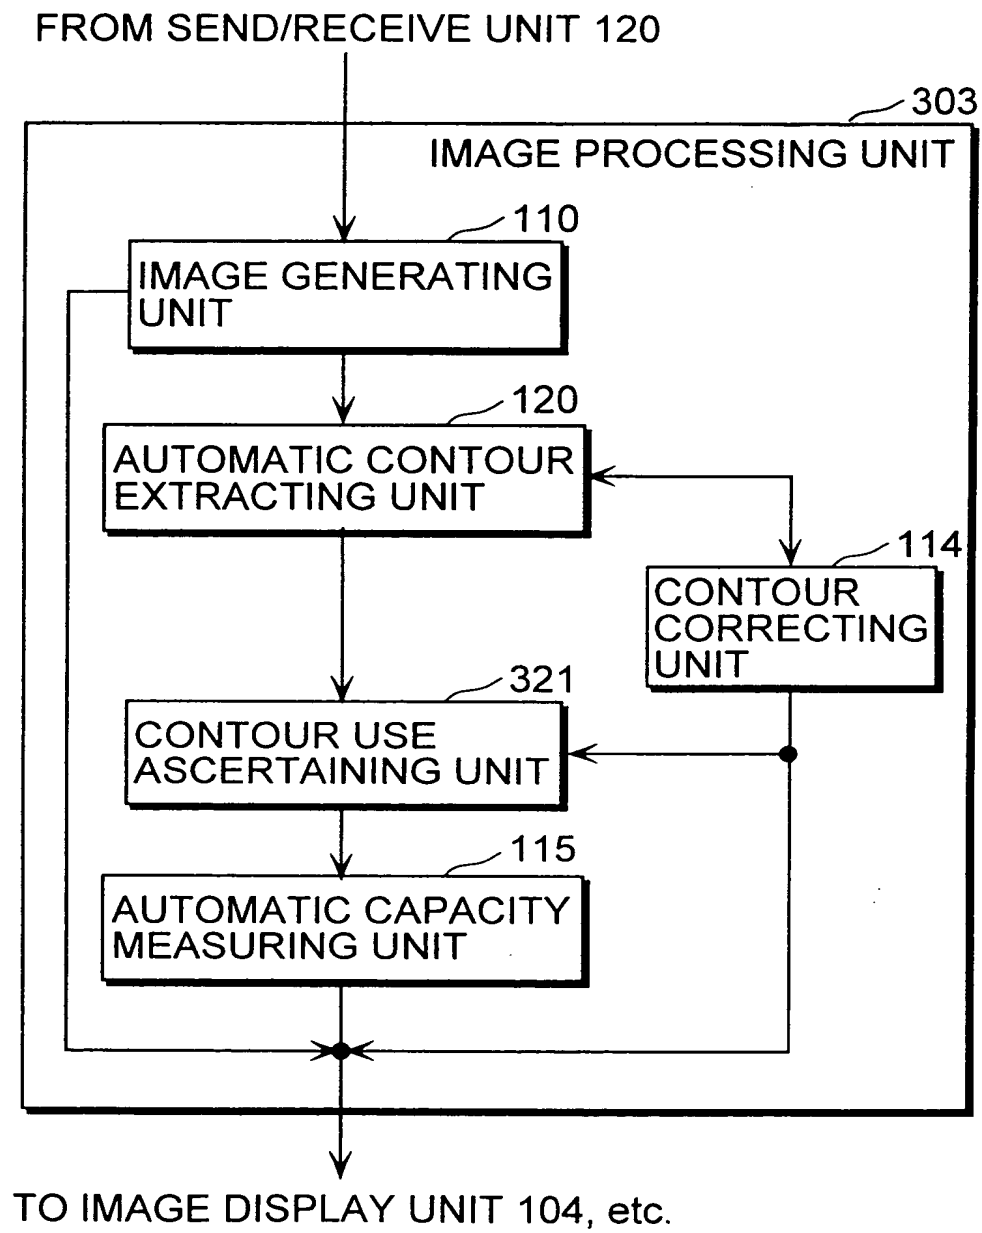 FROM SEND/RECEIVE UNIT 120
303
IMAGE PROCESSING UNIT
110
IMAGE GENERATING
UNIT
120
AUTOMATIC CONTOUR
EXTRACTING UNIT
114
CONTOUR
CORRECTING
UNIT
321
CONTOUR USE
ASCERTAINING UNIT
115
AUTOMATIC CAPACITY
MEASURING UNIT
TO IMAGE DISPLAY UNIT 104, etc.